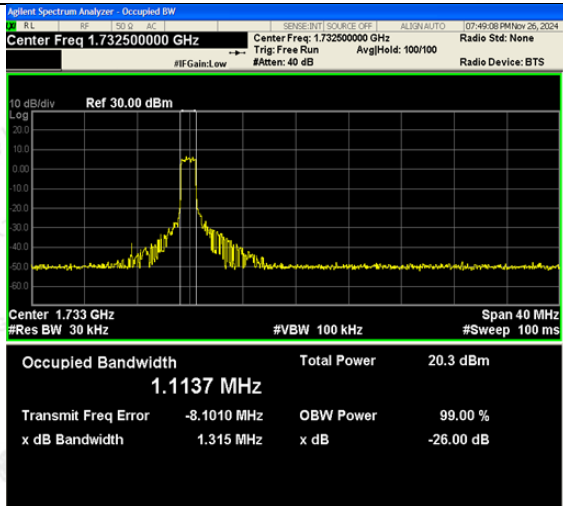 Agilent Spectrum Analyzer - Occupied BW
RL RF 50 Ω AC SENSE:INT SOURCE OFF ALIGN AUTO 07:49:08 PM Nov 26, 2024
Center Freq 1.732500000 GHz Center Freq: 1.732500000 GHz Radio Std: None
Trig: Free Run Avg|Hold: 100/100
#IFGain:Low #Atten: 40 dB Radio Device: BTS
10 dB/div Ref 30.00 dBm
Log
20.0
10.0
0.00
-10.0
-20.0
-30.0
-40.0
-50.0
-60.0
Center 1.733 GHz Span 40 MHz
#Res BW 30 kHz #VBW 100 kHz #Sweep 100 ms
Occupied Bandwidth Total Power 20.3 dBm
1.1137 MHz
Transmit Freq Error -8.1010 MHz OBW Power 99.00 %
x dB Bandwidth 1.315 MHz x dB -26.00 dB